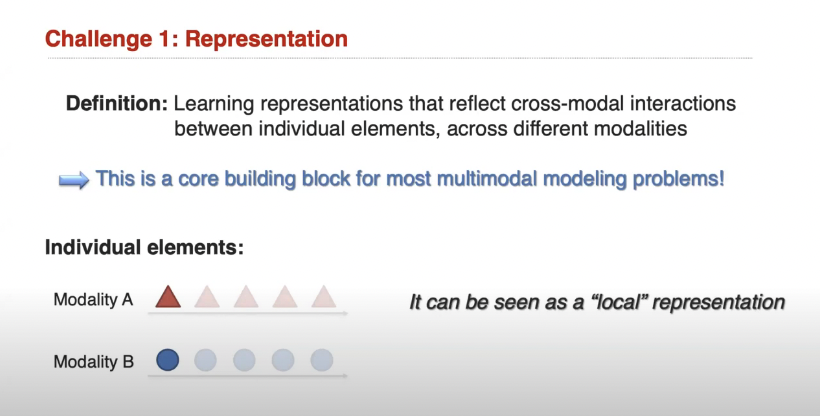 Challenge 1: Representation
Definition: Learning representations that reflect cross-modal interactions
between individual elements, across different modalities
This is a core building block for most multimodal modeling problems!
Individual elements:
Modality A
It can be seen as a “local” representation
Modality B